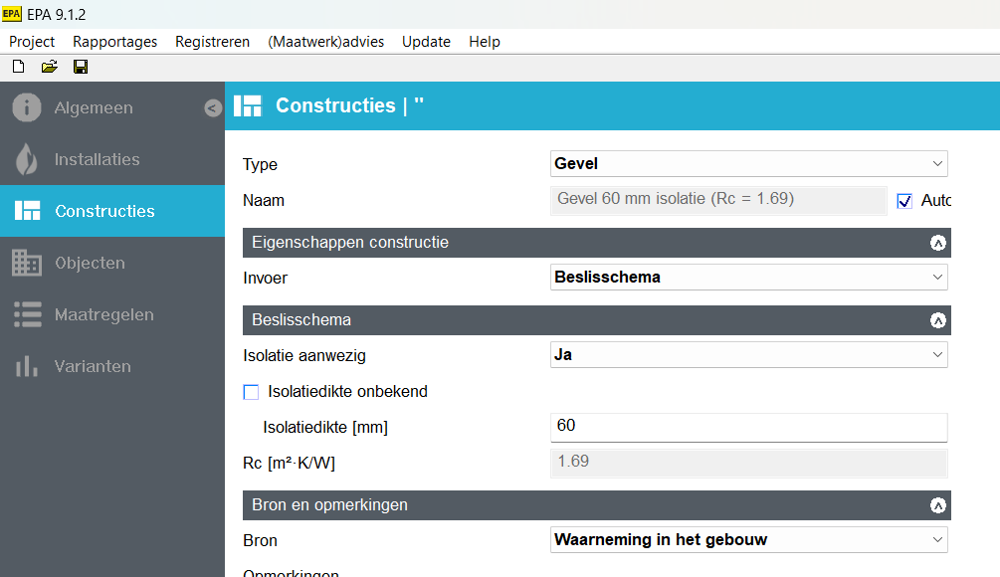 EPA EPA 9.1.2
Project Rapportages Registreren (Maatwerk)advies Update Help
Algemeen
Installaties
Constructies
Objecten
Maatregelen
Varianten
Constructies | ''
Type Gevel
Naam Gevel 60 mm isolatie (Rc = 1.69) Auto
Eigenschappen constructie
Invoer Beslisschema
Beslisschema
Isolatie aanwezig Ja
Isolatiedikte onbekend
Isolatiedikte [mm] 60
Rc [m²·K/W] 1.69
Bron en opmerkingen
Bron Waarneming in het gebouw
Opmerkingen